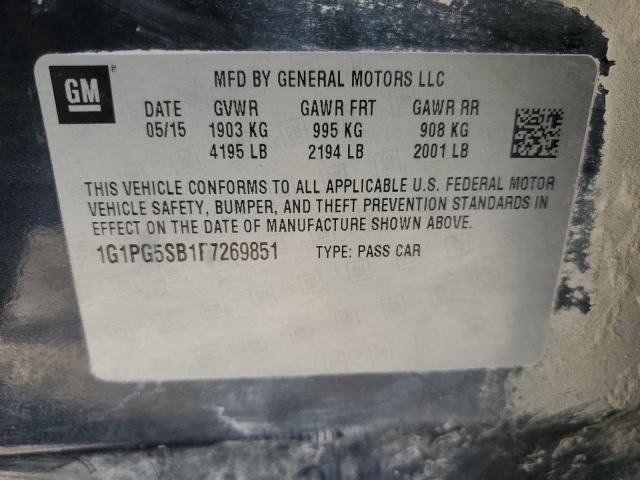 GM ®
MFD BY GENERAL MOTORS LLC
DATE GVWR GAWR FRT GAWR RR
05/15 1903 KG 995 KG 908 KG
4195 LB 2194 LB 2001 LB
THIS VEHICLE CONFORMS TO ALL APPLICABLE U.S. FEDERAL MOTOR
VEHICLE SAFETY, BUMPER, AND THEFT PREVENTION STANDARDS IN
EFFECT ON THE DATE OF MANUFACTURE SHOWN ABOVE.
1G1PG5SB1F7269851 TYPE: PASS CAR